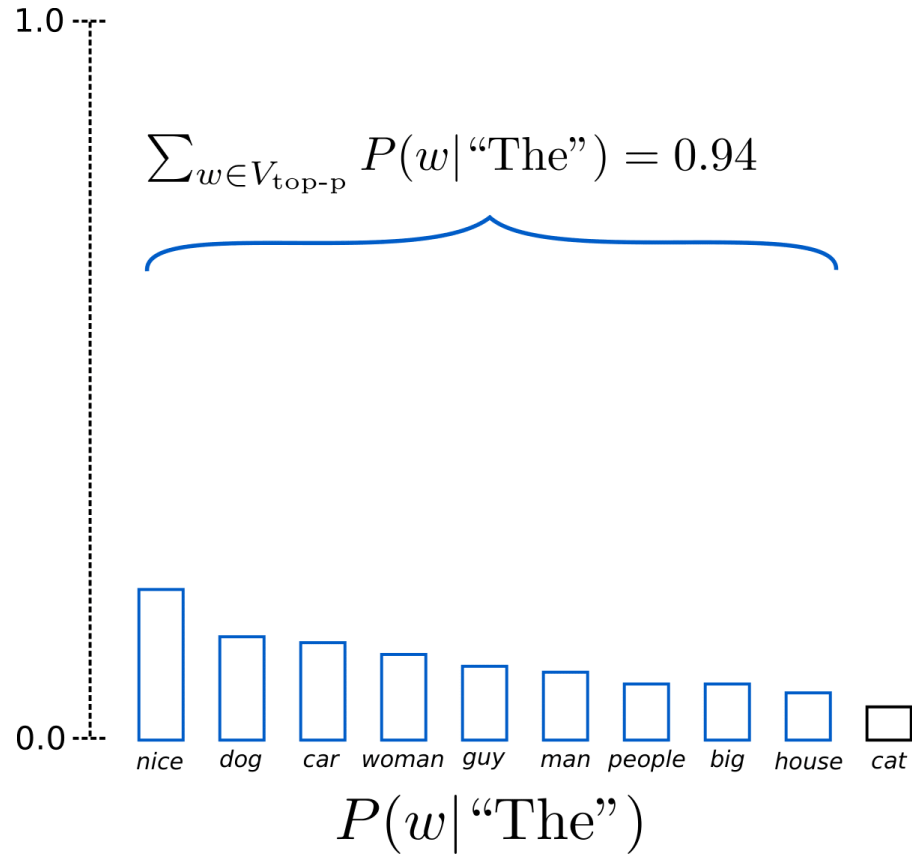 1.0
∑w∈Vtop-p P(w|“The”) = 0.94
0.0
nice dog car woman guy man people big house cat
P(w|“The”)